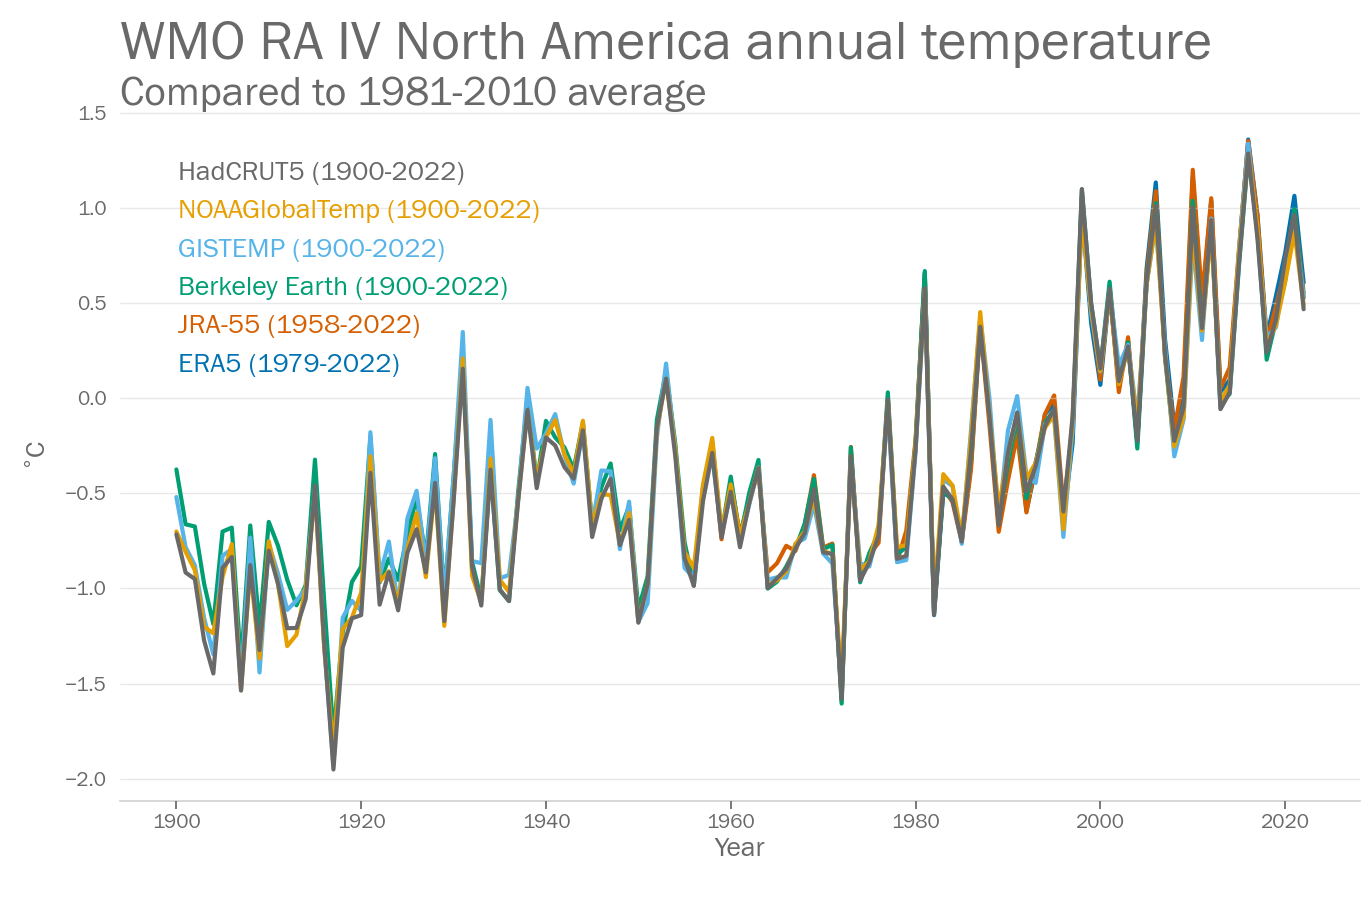 WMO RA IV North America annual temperature
Compared to 1981-2010 average
1.5
HadCRUT5 (1900-2022)
NOAAGlobalTemp (1900-2022)
1.0
GISTEMP (1900-2022)
Berkeley Earth (1900-2022)
0.5
JRA-55 (1958-2022)
ERA5 (1979-2022)
0.0
°C
−0.5
−1.0
−1.5
−2.0
1900 1920 1940 1960 1980 2000 2020
Year